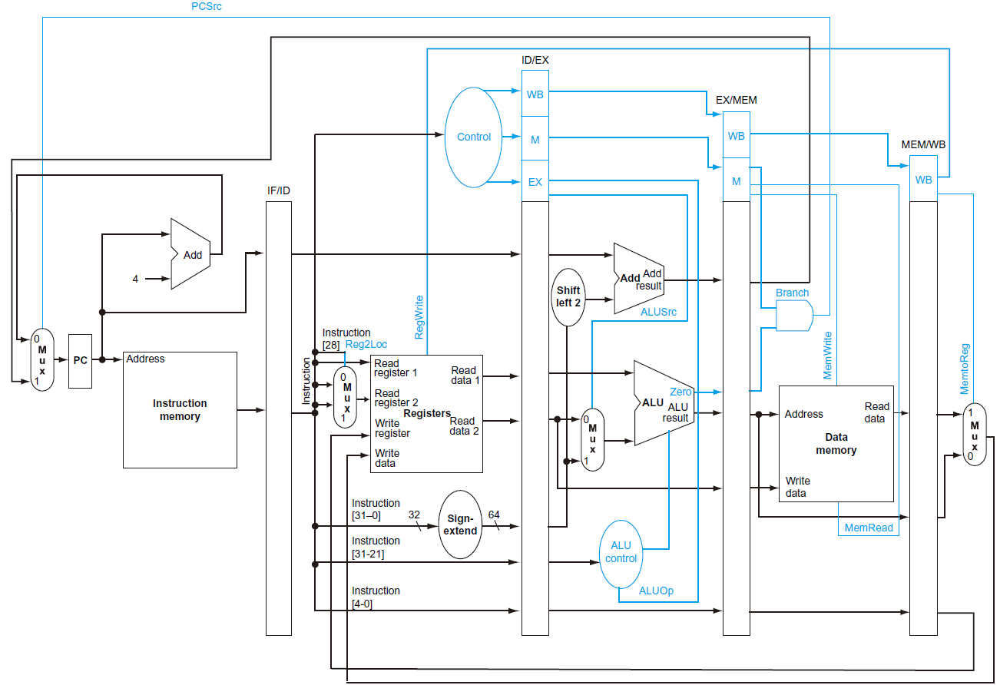 PCSrc
ID/EX
WB
EX/MEM
Control
M
WB
MEM/WB
EX
M
WB
IF/ID
Add
4
Add
Add
result
Shift
left 2
Branch
ALUSrc
RegWrite
MemWrite
MemtoReg
Instruction
[28]
Reg2Loc
0
M
u
x
1
PC
Address
Instruction
memory
Instruction
0
M
u
x
1
Read
register 1
Read
register 2
Write
register
Write
data
Registers
Read
data 1
Read
data 2
0
M
u
x
1
Zero
ALU
ALU
result
Address
Read
data
Data
memory
Write
data
1
M
u
x
0
MemRead
Instruction
[31–0]
32
Sign-
extend
64
Instruction
[31-21]
ALU
control
ALUOp
Instruction
[4-0]